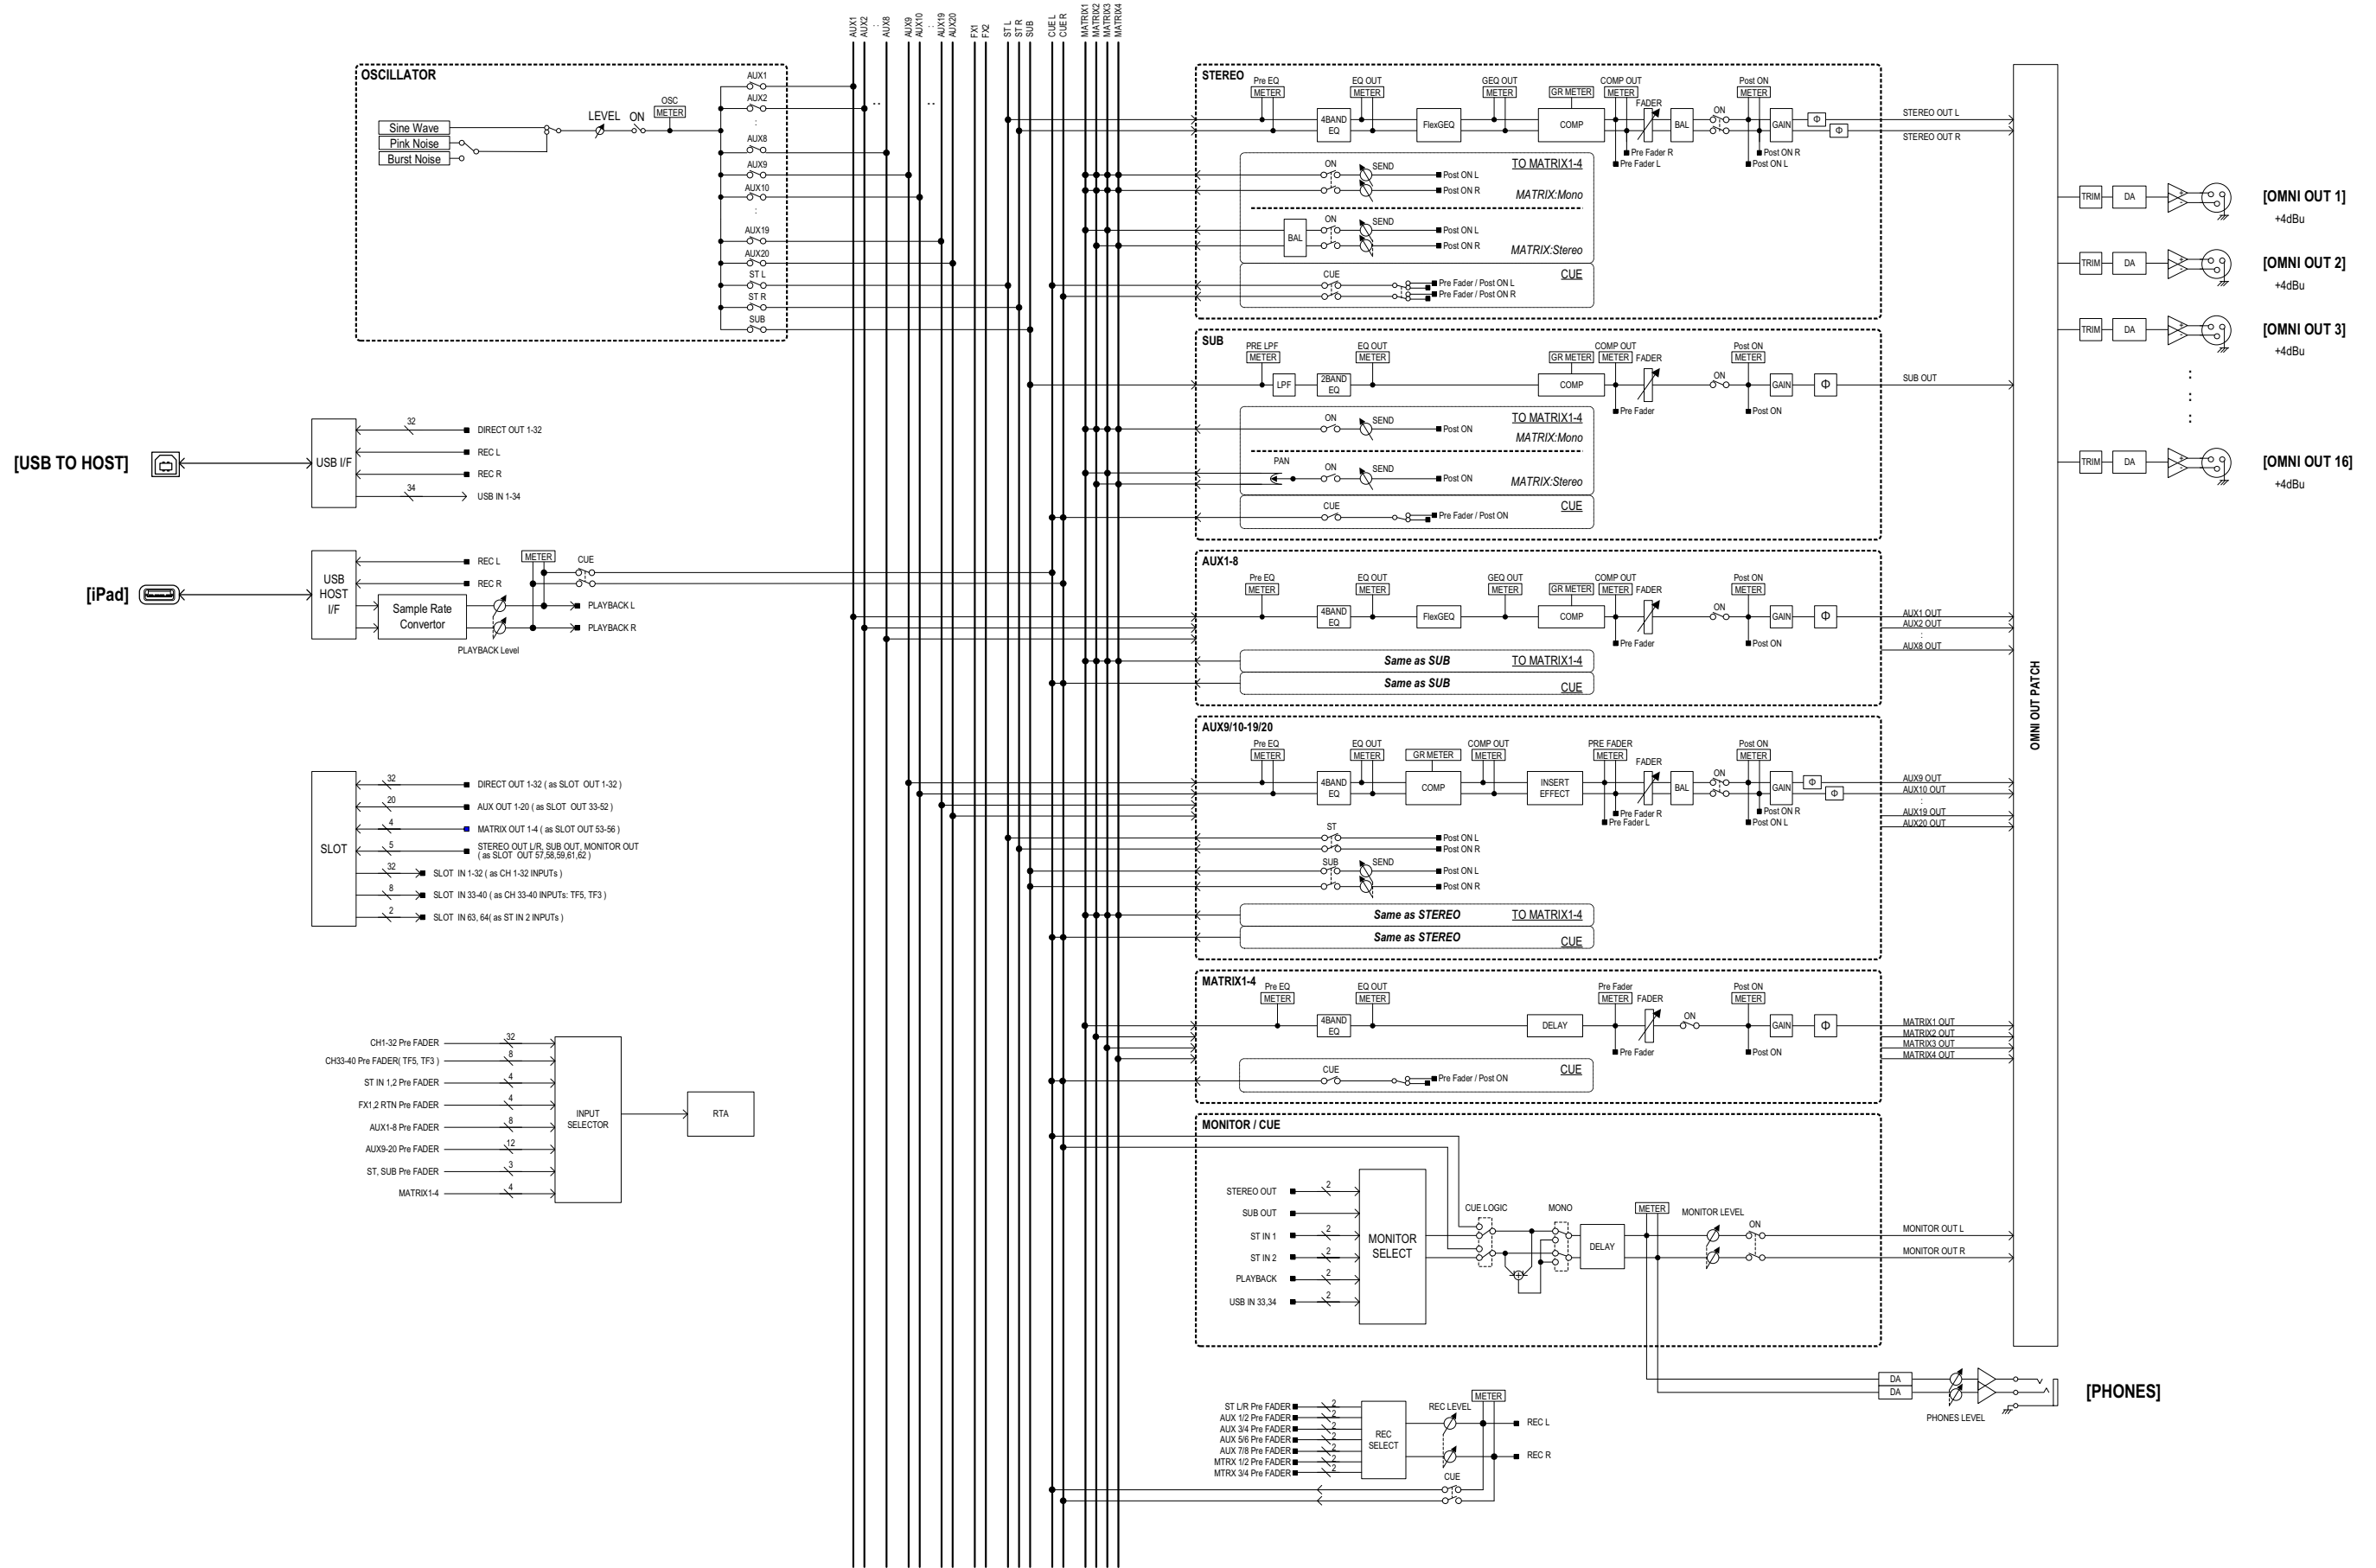 AUX1
AUX2
:
AUX8
AUX9
AUX10
:
AUX19
AUX20
FX1
FX2
ST L
ST R
SUB
CUE L
CUE R
MATRIX1
MATRIX2
MATRIX3
MATRIX4
OSCILLATOR
Sine Wave
Pink Noise
Burst Noise
LEVEL
ON
OSC
METER
AUX1
AUX2
:
AUX8
AUX9
AUX10
:
AUX19
AUX20
ST L
ST R
SUB
[USB TO HOST]
USB I/F
32
DIRECT OUT 1-32
REC L
REC R
34
USB IN 1-34
[iPad]
USB
HOST
I/F
REC L
REC R
Sample Rate
Convertor
METER
CUE
PLAYBACK L
PLAYBACK R
PLAYBACK Level
SLOT
32
DIRECT OUT 1-32 ( as SLOT OUT 1-32 )
20
AUX OUT 1-20 ( as SLOT OUT 33-52 )
4
MATRIX OUT 1-4 ( as SLOT OUT 53-56 )
5
STEREO OUT L/R, SUB OUT, MONITOR OUT
( as SLOT OUT 57,58,59,61,62 )
32
SLOT IN 1-32 ( as CH 1-32 INPUTs )
8
SLOT IN 33-40 ( as CH 33-40 INPUTs: TF5, TF3 )
2
SLOT IN 63, 64( as ST IN 2 INPUTs )
CH1-32 Pre FADER
32
CH33-40 Pre FADER( TF5, TF3 )
8
ST IN 1,2 Pre FADER
4
FX1,2 RTN Pre FADER
4
AUX1-8 Pre FADER
8
AUX9-20 Pre FADER
12
ST, SUB Pre FADER
3
MATRIX1-4
4
INPUT
SELECTOR
RTA
STEREO
Pre EQ
METER
4BAND
EQ
EQ OUT
METER
FlexGEQ
GEQ OUT
METER
GR METER
COMP
COMP OUT
METER
FADER
BAL
ON
Post ON
METER
GAIN
Φ
Φ
Pre Fader R
Pre Fader L
Post ON R
Post ON L
STEREO OUT L
STEREO OUT R
ON
SEND
Post ON L
Post ON R
TO MATRIX1-4
MATRIX:Mono
BAL
ON
SEND
Post ON L
Post ON R
MATRIX:Stereo
CUE
Pre Fader / Post ON L
Pre Fader / Post ON R
CUE
SUB
PRE LPF
METER
LPF
2BAND
EQ
EQ OUT
METER
GR METER
COMP
COMP OUT
METER
FADER
ON
Post ON
METER
GAIN
Φ
Pre Fader
Post ON
SUB OUT
ON
SEND
Post ON
TO MATRIX1-4
MATRIX:Mono
PAN
ON
SEND
Post ON
MATRIX:Stereo
CUE
Pre Fader / Post ON
CUE
AUX1-8
Pre EQ
METER
4BAND
EQ
EQ OUT
METER
FlexGEQ
GEQ OUT
METER
GR METER
COMP
COMP OUT
METER
FADER
ON
Post ON
METER
GAIN
Φ
Pre Fader
Post ON
AUX1 OUT
AUX2 OUT
:
AUX8 OUT
Same as SUB
TO MATRIX1-4
Same as SUB
CUE
AUX9/10-19/20
Pre EQ
METER
4BAND
EQ
EQ OUT
METER
GR METER
COMP
COMP OUT
METER
INSERT
EFFECT
PRE FADER
METER
FADER
BAL
ON
Post ON
METER
GAIN
Φ
Φ
Pre Fader R
Pre Fader L
Post ON R
Post ON L
AUX9 OUT
AUX10 OUT
:
AUX19 OUT
AUX20 OUT
ST
Post ON L
Post ON R
SUB
SEND
Post ON L
Post ON R
Same as STEREO
TO MATRIX1-4
Same as STEREO
CUE
MATRIX1-4
Pre EQ
METER
4BAND
EQ
EQ OUT
METER
DELAY
Pre Fader
METER
FADER
ON
Post ON
METER
GAIN
Φ
Pre Fader
Post ON
MATRIX1 OUT
MATRIX2 OUT
MATRIX3 OUT
MATRIX4 OUT
CUE
Pre Fader / Post ON
CUE
MONITOR / CUE
STEREO OUT
2
SUB OUT
ST IN 1
2
ST IN 2
2
PLAYBACK
2
USB IN 33,34
2
MONITOR
SELECT
CUE LOGIC
MONO
DELAY
METER
MONITOR LEVEL
ON
MONITOR OUT L
MONITOR OUT R
ST L/R Pre FADER
2
AUX 1/2 Pre FADER
2
AUX 3/4 Pre FADER
2
AUX 5/6 Pre FADER
2
AUX 7/8 Pre FADER
2
MTRX 1/2 Pre FADER
2
MTRX 3/4 Pre FADER
2
REC
SELECT
REC LEVEL
METER
REC L
REC R
CUE
OMNI OUT PATCH
TRIM
DA
[OMNI OUT 1]
+4dBu
TRIM
DA
[OMNI OUT 2]
+4dBu
TRIM
DA
[OMNI OUT 3]
+4dBu
:
:
:
TRIM
DA
[OMNI OUT 16]
+4dBu
DA
DA
PHONES LEVEL
[PHONES]